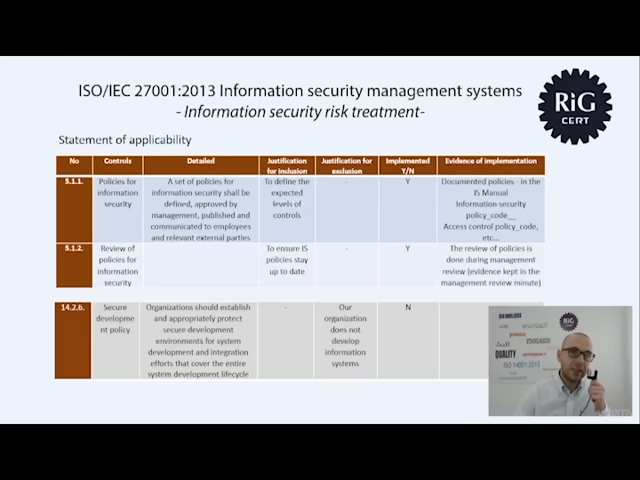 ISO/IEC 27001:2013 Information security management systems
- Information security risk treatment-
RiG
CERT
Statement of applicability
No
Controls
Detailed
Justification
for inclusion
Justification for
exclusion
Implemented
Y/N
Evidence of implementation
5.1.1.
Policies for
information
security
A set of policies for
information security shall be
defined, approved by
management, published and
communicated to employees
and relevant external parties
To define the
expected
levels of
controls
-
Y
Documented policies - in the
IS Manual
Information security
policy_code__
Access control policy_code,
etc...
5.1.2.
Review of
policies for
information
security
To ensure IS
policies stay
up to date
-
Y
The review of policies is
done during management
review (evidence kept in the
management review minute)
14.2.6.
Secure
developme
nt policy
Organizations should establish
and appropriately protect
secure development
environments for system
development and integration
efforts that cover the entire
system development lifecycle
-
Our
organization
does not
develop
information
systems
N
RiG
CERT
Audit
QUALITY
ISO 14001:2015